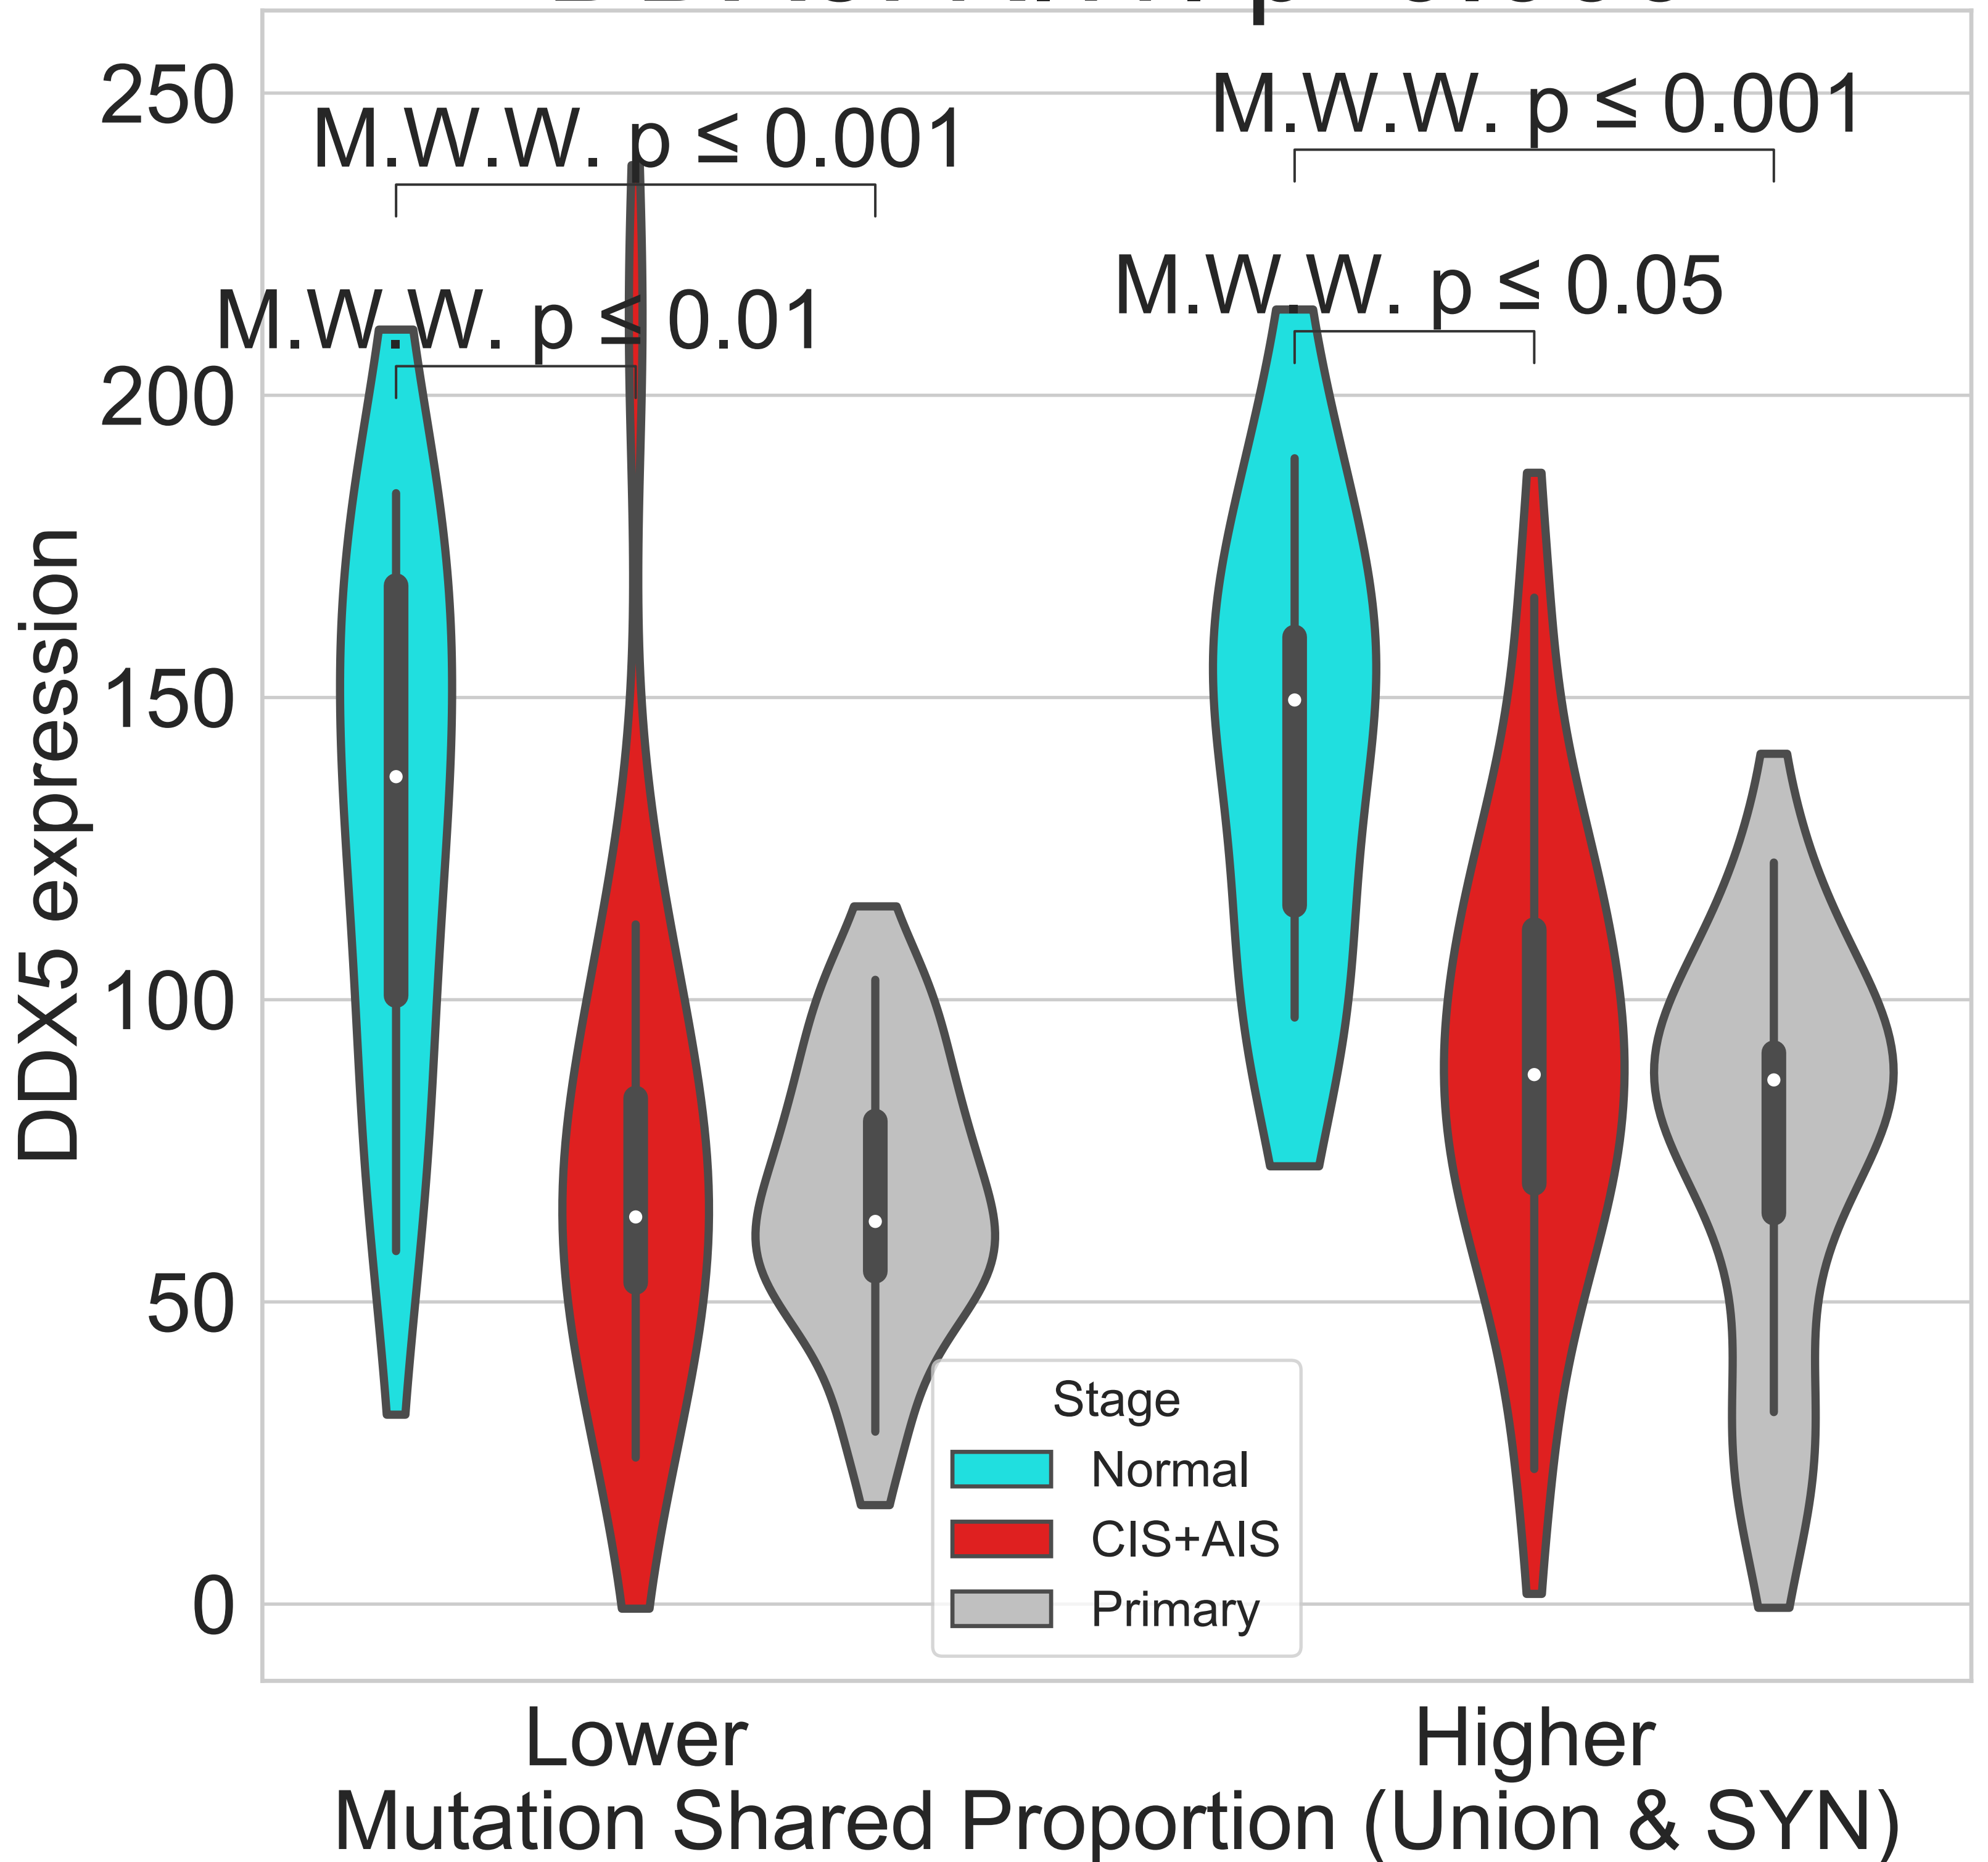 250
M.W.W. p ≤ 0.001
M.W.W. p ≤ 0.001
M.W.W. p ≤ 0.01
M.W.W. p ≤ 0.05
200
150
100
50
0
DDX5 expression
Stage
Normal
CIS+AIS
Primary
Lower
Higher
Mutation Shared Proportion (Union & SYN)